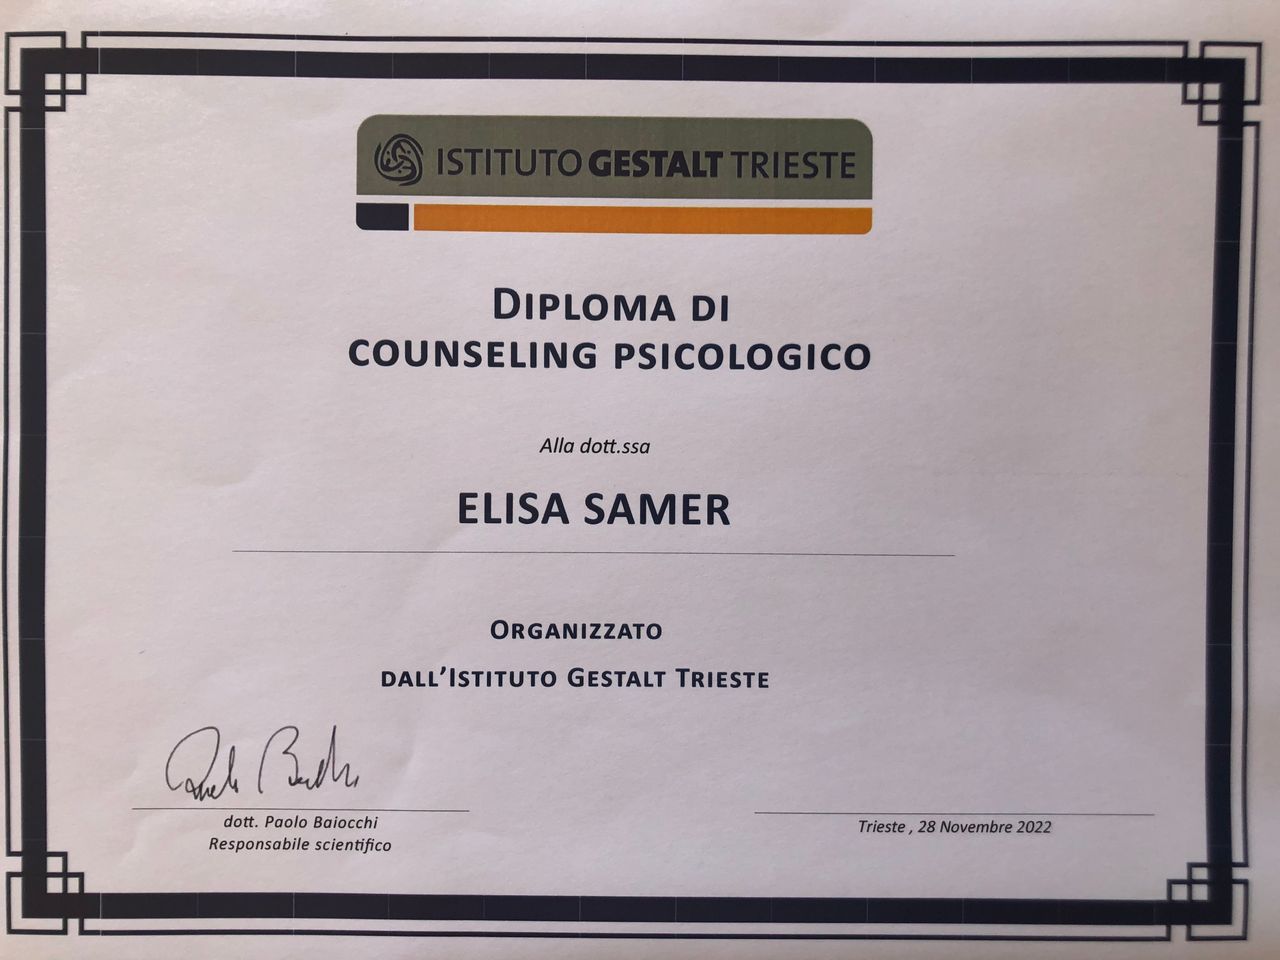 ISTITUTO GESTALT TRIESTE
DIPLOMA DI
COUNSELING PSICOLOGICO
Alla dott.ssa
ELISA SAMER
ORGANIZZATO
DALL'ISTITUTO GESTALT TRIESTE
dott. Paolo Baiocchi
Responsabile scientifico
Trieste , 28 Novembre 2022